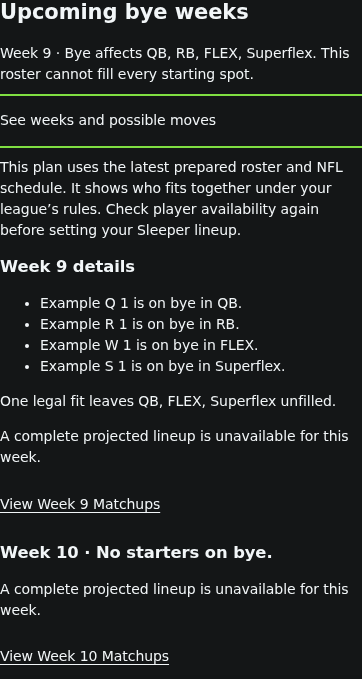 Upcoming bye weeks
Week 9 · Bye affects QB, RB, FLEX, Superflex. This
roster cannot fill every starting spot.
See weeks and possible moves
This plan uses the latest prepared roster and NFL
schedule. It shows who fits together under your
league’s rules. Check player availability again
before setting your Sleeper lineup.
Week 9 details
• Example Q 1 is on bye in QB.
• Example R 1 is on bye in RB.
• Example W 1 is on bye in FLEX.
• Example S 1 is on bye in Superflex.
One legal fit leaves QB, FLEX, Superflex unfilled.
A complete projected lineup is unavailable for this
week.
View Week 9 Matchups
Week 10 · No starters on bye.
A complete projected lineup is unavailable for this
week.
View Week 10 Matchups